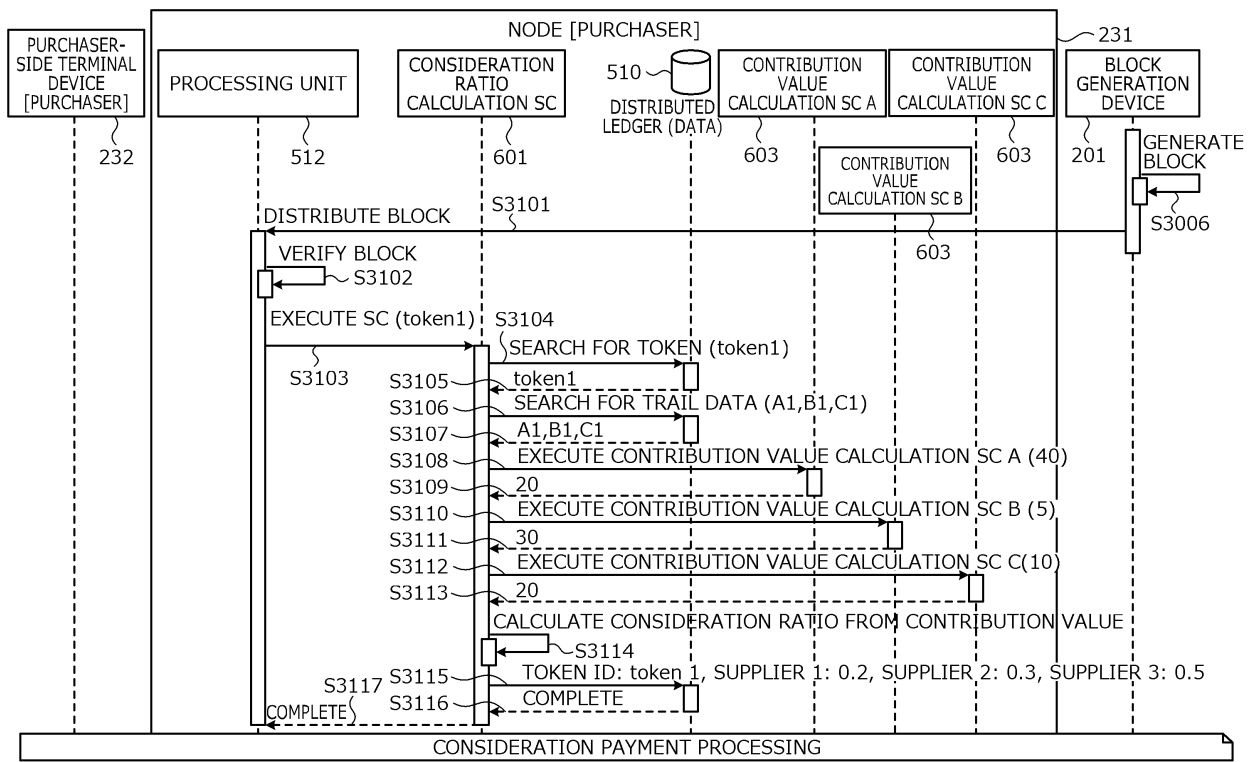 NODE [PURCHASER]
231
PURCHASER-
SIDE TERMINAL
DEVICE
[PURCHASER]
232
PROCESSING UNIT
512
CONSIDERATION
RATIO
CALCULATION SC
601
510
DISTRIBUTED
LEDGER (DATA)
CONTRIBUTION
VALUE
CALCULATION SC A
603
CONTRIBUTION
VALUE
CALCULATION SC B
603
CONTRIBUTION
VALUE
CALCULATION SC C
603
BLOCK
GENERATION
DEVICE
201
GENERATE
BLOCK
S3006
S3101
DISTRIBUTE BLOCK
VERIFY BLOCK
S3102
EXECUTE SC (token1)
S3103
S3104
SEARCH FOR TOKEN (token1)
S3105
token1
S3106
SEARCH FOR TRAIL DATA (A1,B1,C1)
S3107
A1,B1,C1
S3108
EXECUTE CONTRIBUTION VALUE CALCULATION SC A (40)
S3109
20
S3110
EXECUTE CONTRIBUTION VALUE CALCULATION SC B (5)
S3111
30
S3112
EXECUTE CONTRIBUTION VALUE CALCULATION SC C(10)
S3113
20
CALCULATE CONSIDERATION RATIO FROM CONTRIBUTION VALUE
S3114
S3115
TOKEN ID: token 1, SUPPLIER 1: 0.2, SUPPLIER 2: 0.3, SUPPLIER 3: 0.5
S3116
COMPLETE
S3117
COMPLETE
CONSIDERATION PAYMENT PROCESSING